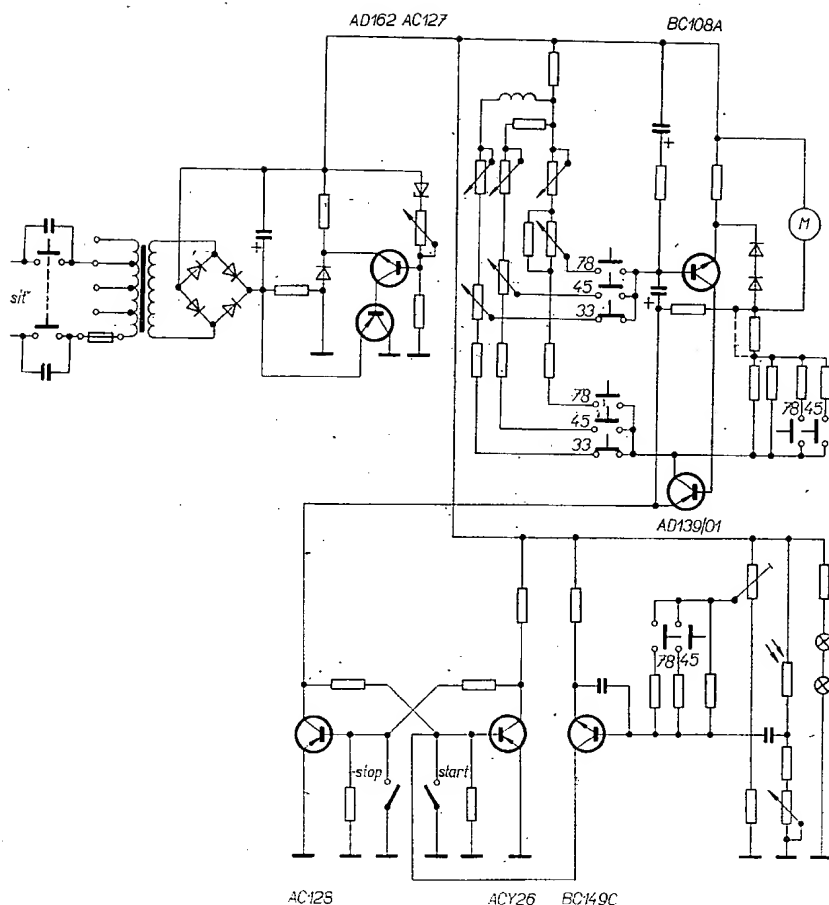 AD162 AC127
BC108A
síť
M
78
45
33
78
45
33
78 45
AD139/01
78 45
stop
start
AC128
ACY26
BC149C